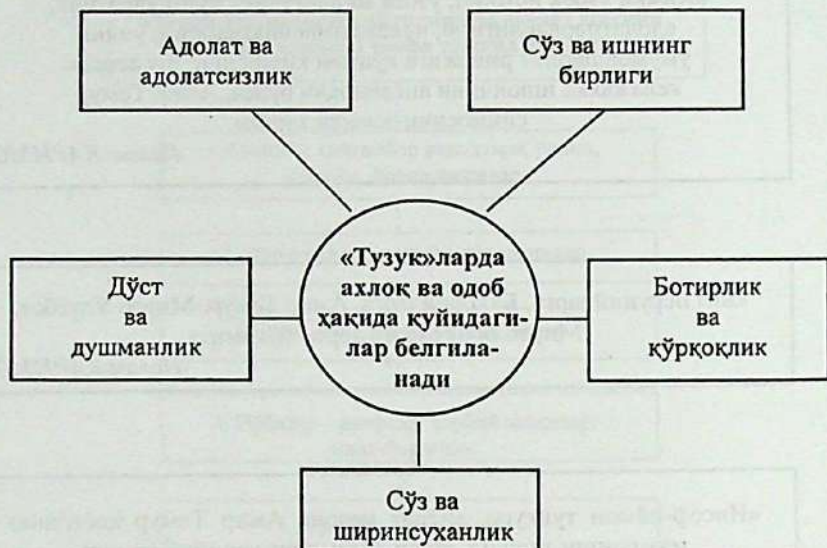 Адолат ва
адолатсизлик
Сўз ва ишнинг
бирлиги
«Тузук»ларда
ахлоқ ва одоб
ҳақида қуйидаги-
лар белгила-
нади
Дўст
ва
душманлик
Ботирлик
ва
қўрқоқлик
Сўз ва
ширинсуханлик